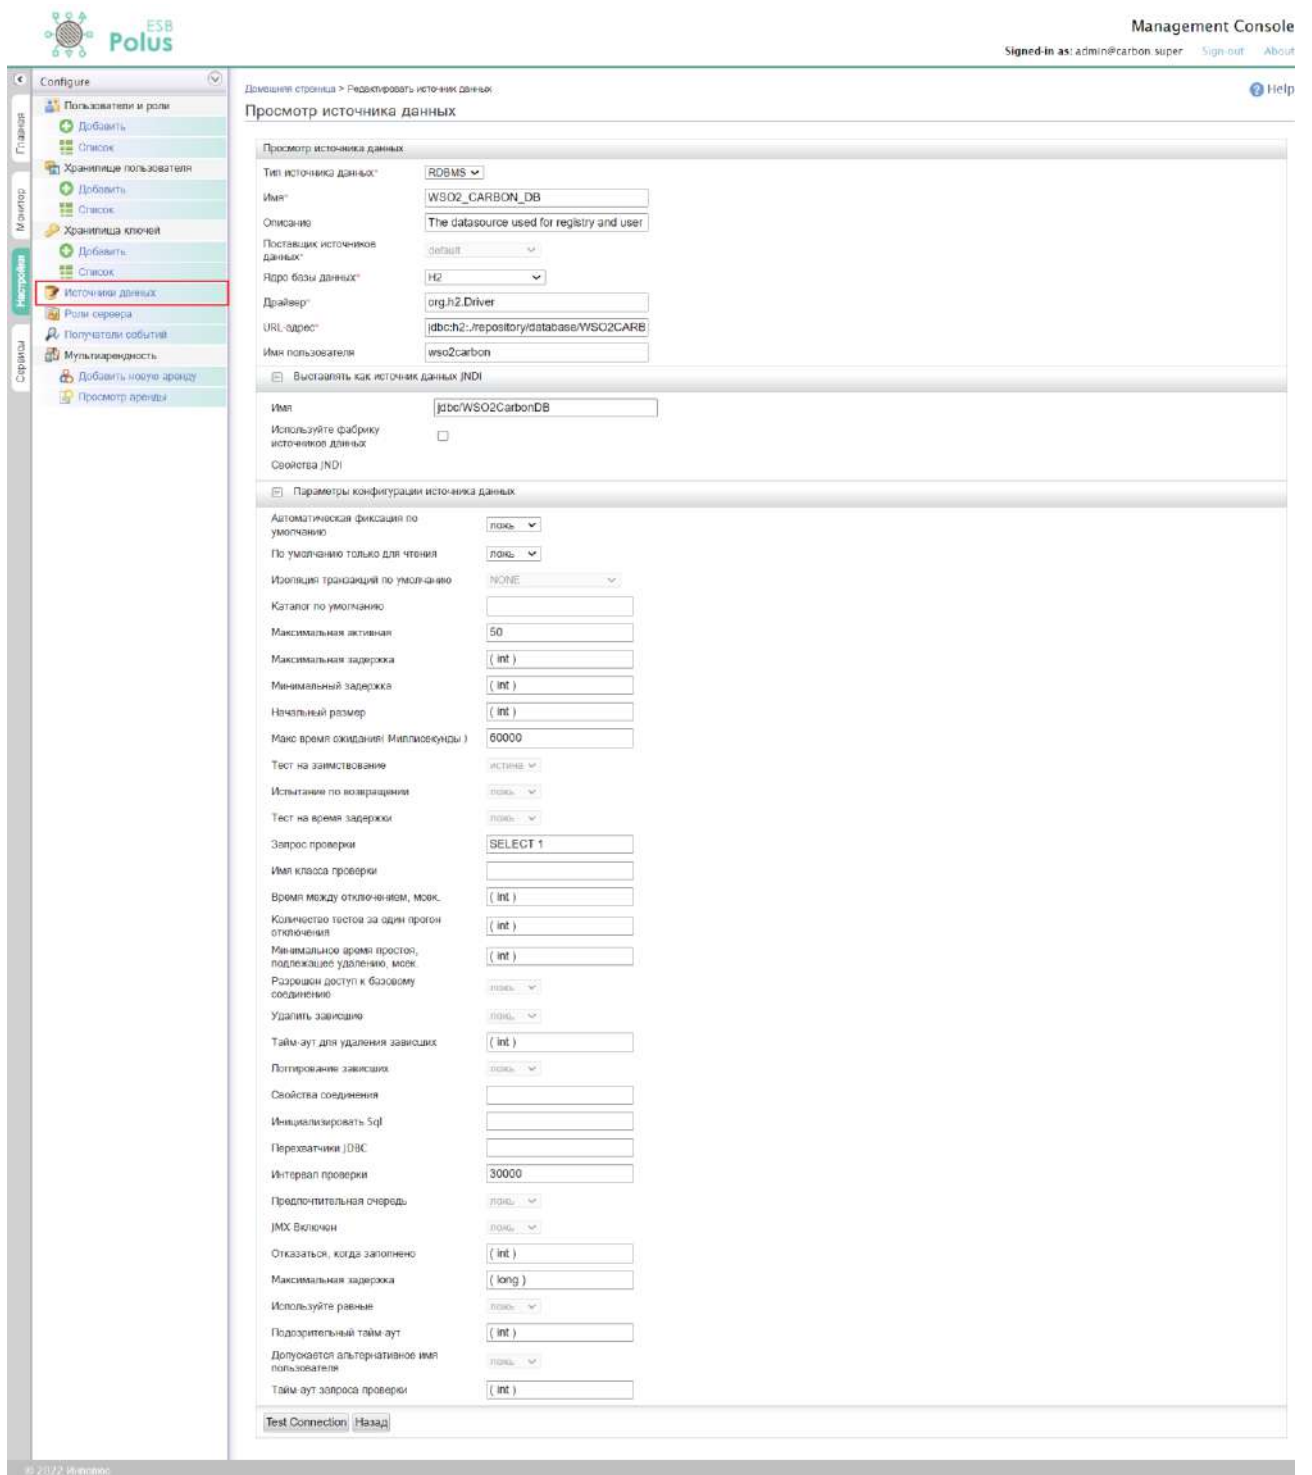 ESB
Polus
Management Console
Signed-in as: admin@carbon.super Sign-out About
Configure
Главная
Монитор
Настройки
Сервисы
Пользователи и роли
Добавить
Список
Хранилище пользователя
Добавить
Список
Хранилища ключей
Добавить
Список
Источники данных
Роли сервера
Получатели событий
Мультиарендность
Добавить новую аренду
Просмотр аренды
Домашняя страница > Редактировать источник данных
Help
Просмотр источника данных
Просмотр источника данных
Тип источника данных* RDBMS
Имя* WSO2_CARBON_DB
Описание The datasource used for registry and user
Поставщик источников
данных* default
Ядро базы данных* H2
Драйвер* org.h2.Driver
URL-адрес* jdbc:h2:./repository/database/WSO2CARB
Имя пользователя wso2carbon
Выставлять как источник данных JNDI
Имя jdbc/WSO2CarbonDB
Используйте фабрику
источников данных
Свойства JNDI
Параметры конфигурации источника данных
Автоматическая фиксация по
умолчанию ложь
По умолчанию только для чтения ложь
Изоляция транзакций по умолчанию NONE
Каталог по умолчанию
Максимальная активная 50
Максимальная задержка ( int )
Минимальный задержка ( int )
Начальный размер ( int )
Макс время ожидания( Миллисекунды ) 60000
Тест на заимствование истина
Испытание по возвращении ложь
Тест на время задержки ложь
Запрос проверки SELECT 1
Имя класса проверки
Время между отключением, мсек. ( int )
Количество тестов за один прогон
отключения ( int )
Минимальное время простоя,
подлежащее удалению, мсек. ( int )
Разрешен доступ к базовому
соединению ложь
Удалить зависшие ложь
Тайм-аут для удаления зависших ( int )
Логгирование зависших ложь
Свойства соединения
Инициализировать Sql
Перехватчики JDBC
Интервал проверки 30000
Предпочтительная очередь ложь
JMX Включен ложь
Отказаться, когда заполнено ( int )
Максимальная задержка ( long )
Используйте равные ложь
Подозрительный тайм-аут ( int )
Допускается альтернативное имя
пользователя ложь
Тайм-аут запроса проверки ( int )
Test Connection Назад
© 2022